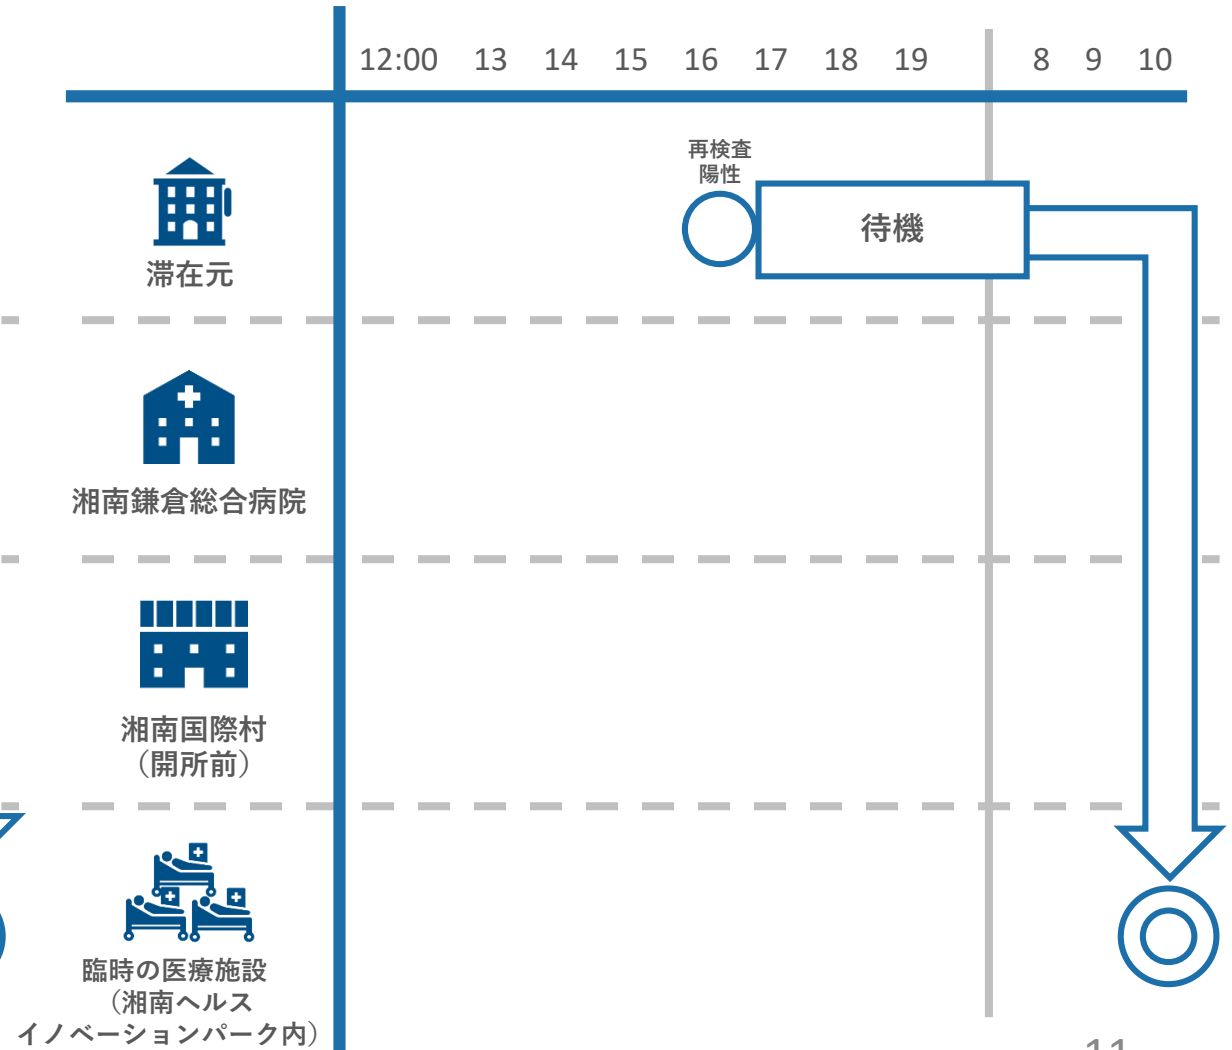 12:00 13 14 15 16 17 18 19 8 9 10
再検査
陽性
待機
滞在元
湘南鎌倉総合病院
湘南国際村
（開所前）
臨時の医療施設
（湘南ヘルス
イノベーションパーク内）
11